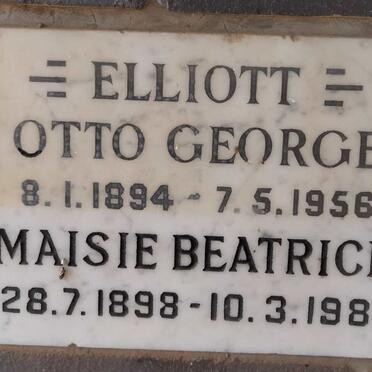 ELLIOTT
OTTO GEORGE
8.1.1894 - 7.5.1956
MAISIE BEATRIC
28.7.1898 - 10.3.198